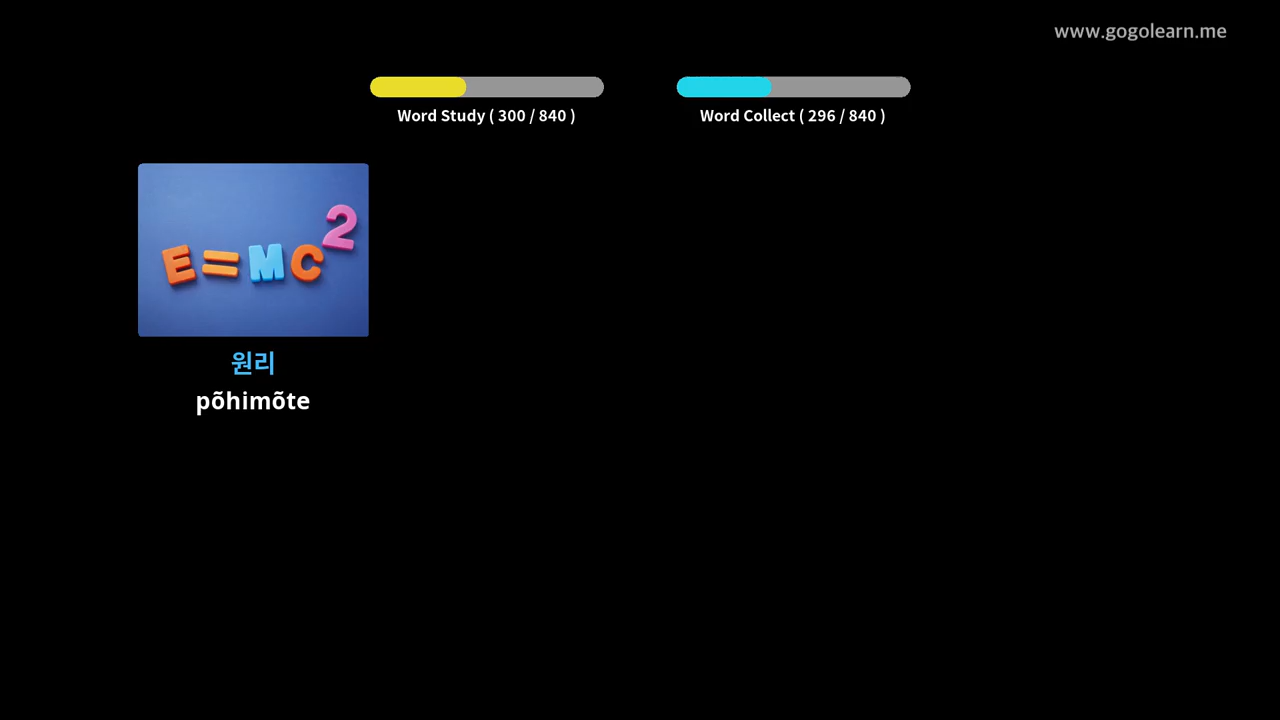 www.gogolearn.me
Word Study ( 300 / 840 )
Word Collect ( 296 / 840 )
E=MC²
원리
põhimõte